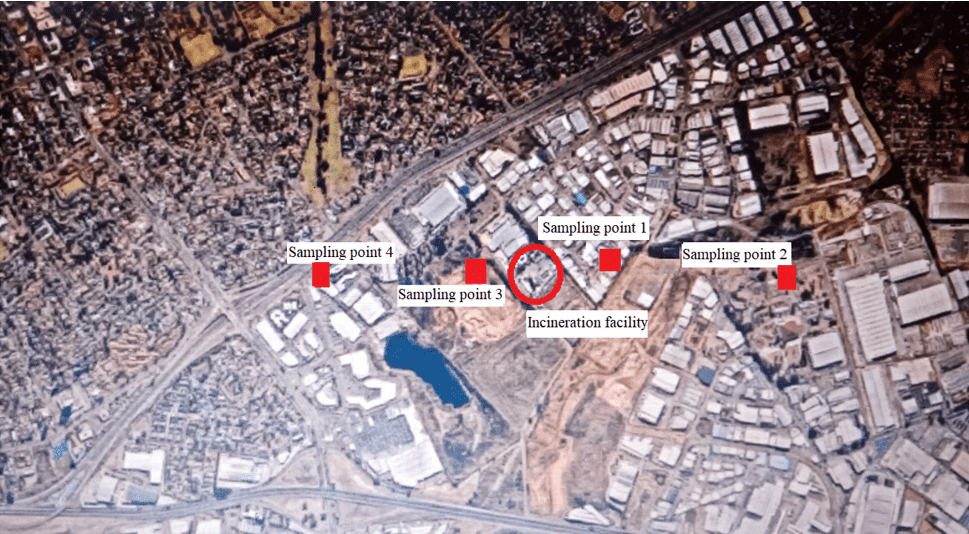 Sampling point 1
Sampling point 4
Sampling point 2
Sampling point 3
Incineration facility